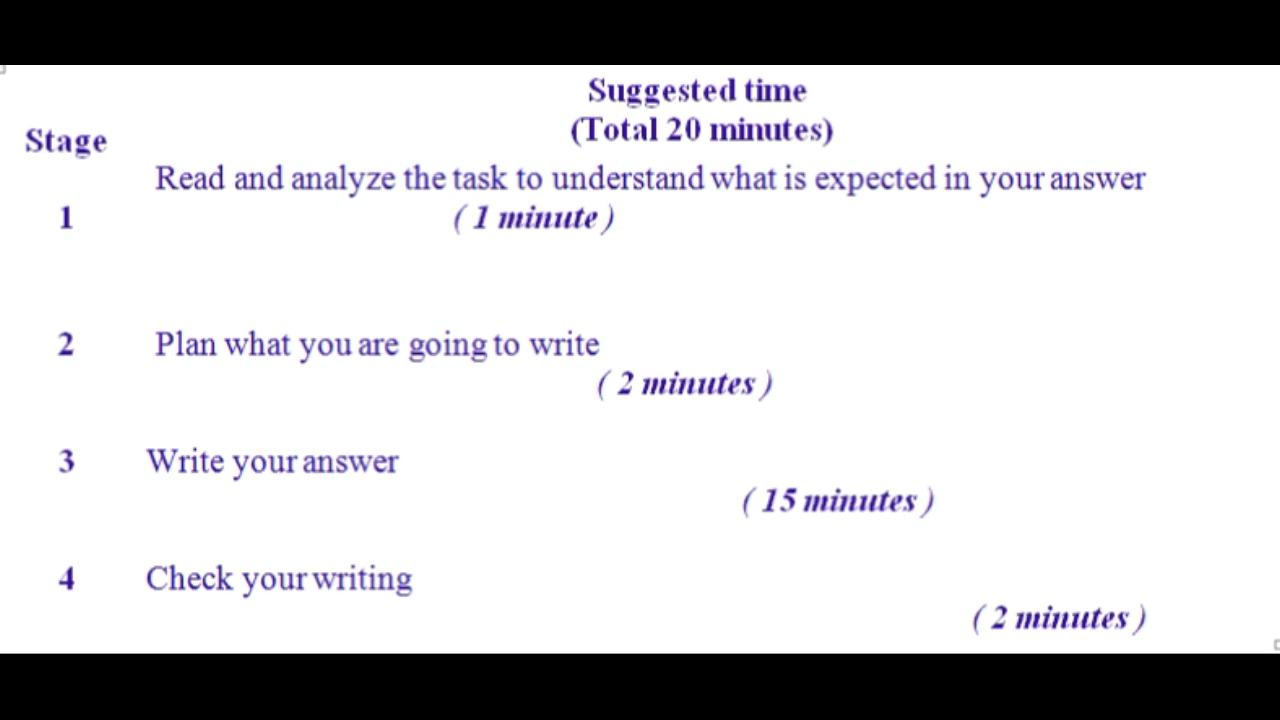 Suggested time
(Total 20 minutes)
Stage
Read and analyze the task to understand what is expected in your answer
1
( 1 minute )
2 Plan what you are going to write
( 2 minutes )
3 Write your answer
( 15 minutes )
4 Check your writing
( 2 minutes )